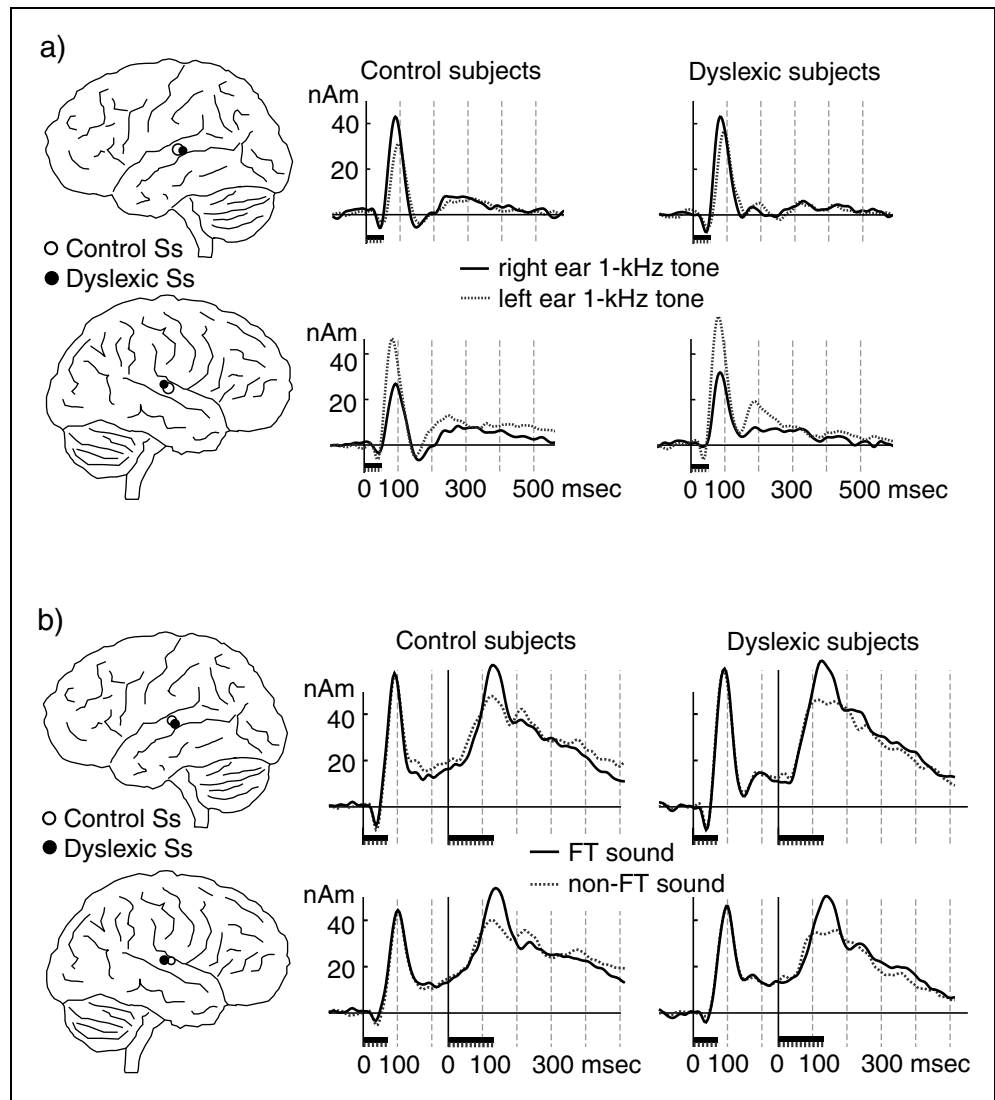 a)
Control subjects
Dyslexic subjects
nAm
40
20
Control Ss
Dyslexic Ss
right ear 1-kHz tone
left ear 1-kHz tone
nAm
40
20
0 100 300 500 msec
0 100 300 500 msec
b)
Control subjects
Dyslexic subjects
nAm
40
20
Control Ss
Dyslexic Ss
FT sound
non-FT sound
nAm
40
20
0 100 0 100 300 msec
0 100 0 100 300 msec